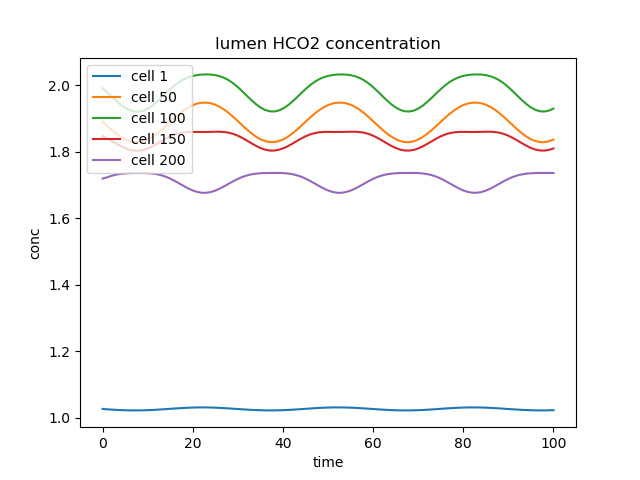 lumen HCO2 concentration
cell 1
cell 50
cell 100
cell 150
cell 200
2.0
1.8
1.6
1.4
1.2
1.0
conc
0 20 40 60 80 100
time